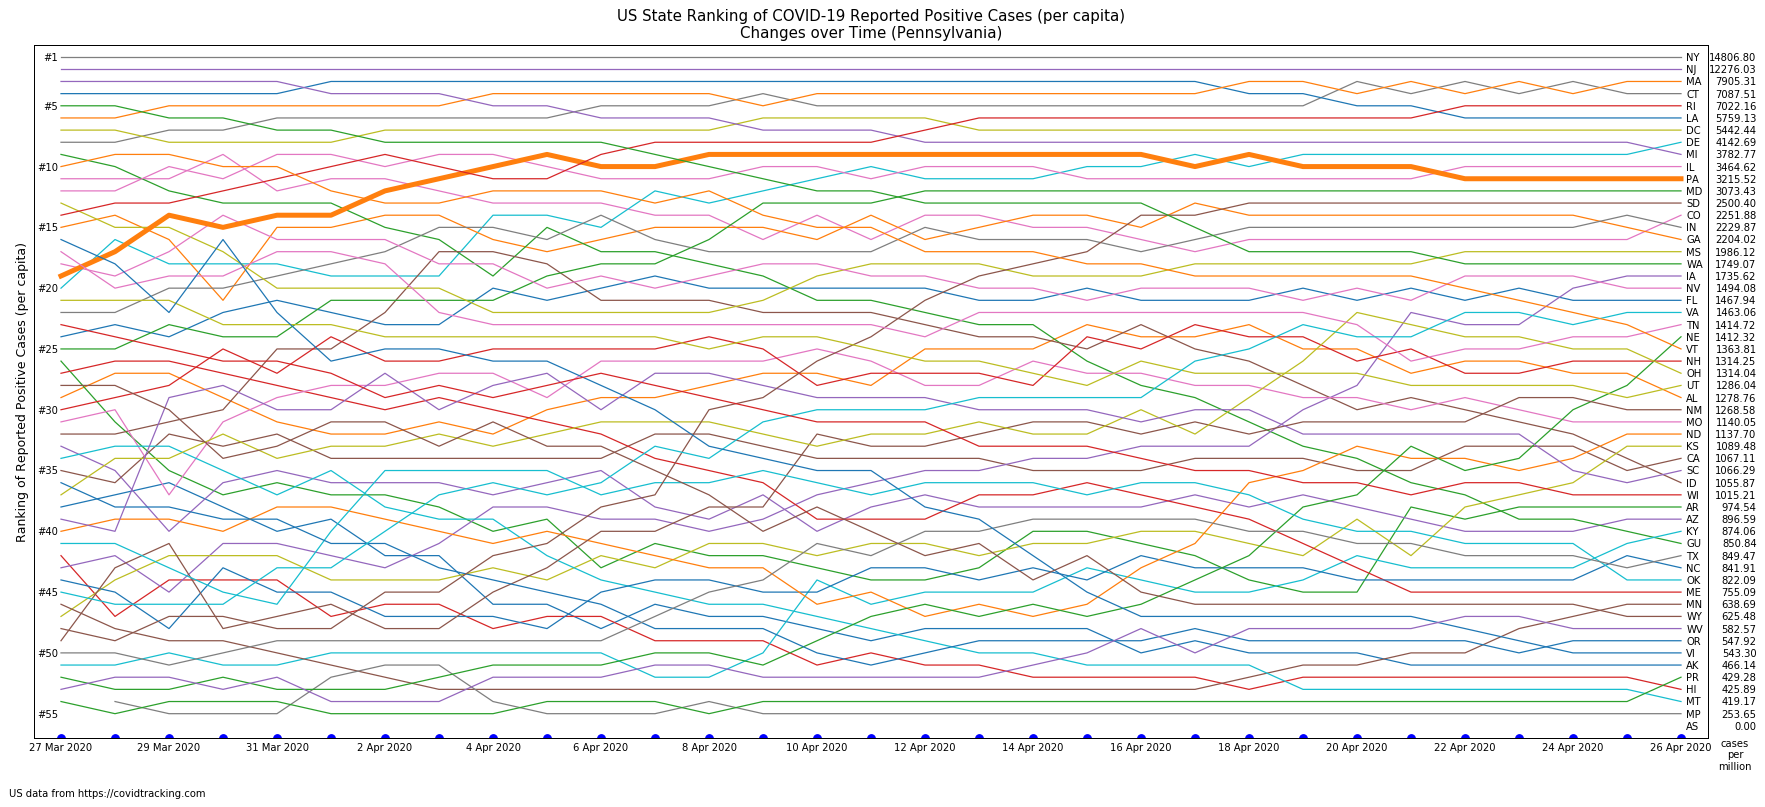 US State Ranking of COVID-19 Reported Positive Cases (per capita)
Changes over Time (Pennsylvania)
Ranking of Reported Positive Cases (per capita)
#1
#5
#10
#15
#20
#25
#30
#35
#40
#45
#50
#55
NY 14806.80
NJ 12276.03
MA 7905.31
CT 7087.51
RI 7022.16
LA 5759.13
DC 5442.44
DE 4142.69
MI 3782.77
IL 3464.62
PA 3215.52
MD 3073.43
SD 2500.40
CO 2251.88
IN 2229.87
GA 2204.02
MS 1986.12
WA 1749.07
IA 1735.62
NV 1494.08
FL 1467.94
VA 1463.06
TN 1414.72
NE 1412.32
VT 1363.81
NH 1314.25
OH 1314.04
UT 1286.04
AL 1278.76
NM 1268.58
MO 1140.05
ND 1137.70
KS 1089.48
CA 1067.11
SC 1066.29
ID 1055.87
WI 1015.21
AR 974.54
AZ 896.59
KY 874.06
GU 850.84
TX 849.47
NC 841.91
OK 822.09
ME 755.09
MN 638.69
WY 625.48
WV 582.57
OR 547.92
VI 543.30
AK 466.14
PR 429.28
HI 425.89
MT 419.17
MP 253.65
AS 0.00
27 Mar 2020 29 Mar 2020 31 Mar 2020 2 Apr 2020 4 Apr 2020 6 Apr 2020 8 Apr 2020 10 Apr 2020 12 Apr 2020 14 Apr 2020 16 Apr 2020 18 Apr 2020 20 Apr 2020 22 Apr 2020 24 Apr 2020 26 Apr 2020
cases
per
million
US data from https://covidtracking.com